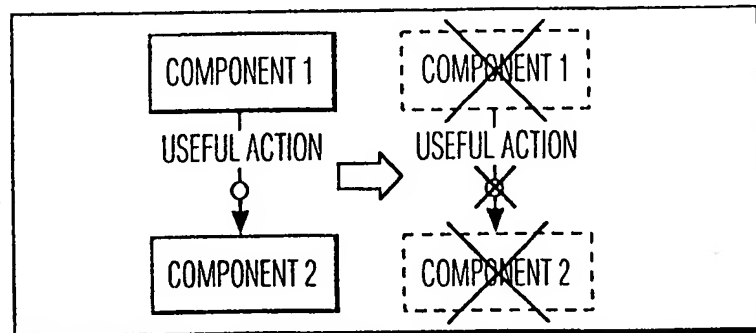 COMPONENT 1
USEFUL ACTION
COMPONENT 2
COMPONENT 1
USEFUL ACTION
COMPONENT 2